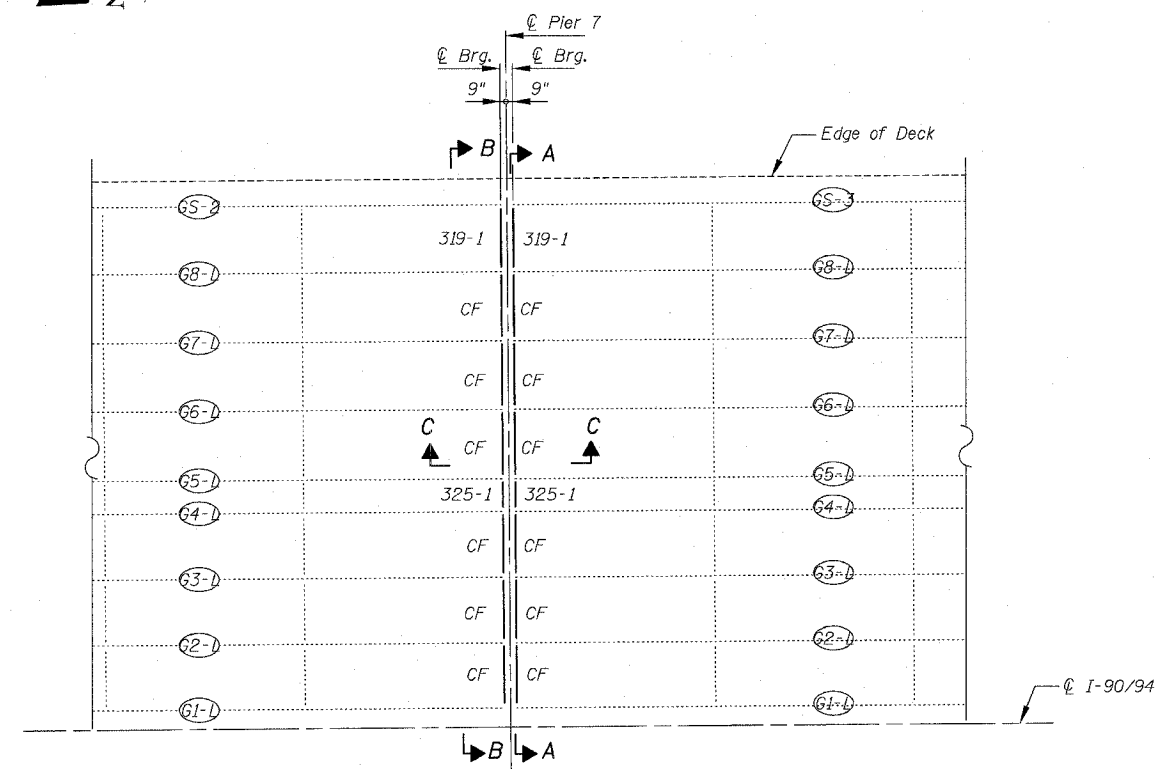 ℄ Pier 7
℄ Brg. ℄ Brg.
9" 9"
Edge of Deck
B A
GS-2 GS-3
319-1 319-1
G8-L G8-L
CF CF
G7-L G7-L
CF CF
G6-L G6-L
C C
CF CF
G5-L G5-L
325-1 325-1
G4-L G4-L
CF CF
G3-L G3-L
CF CF
G2-L G2-L
CF CF
℄ I-90/94
G1-L G1-L
B A